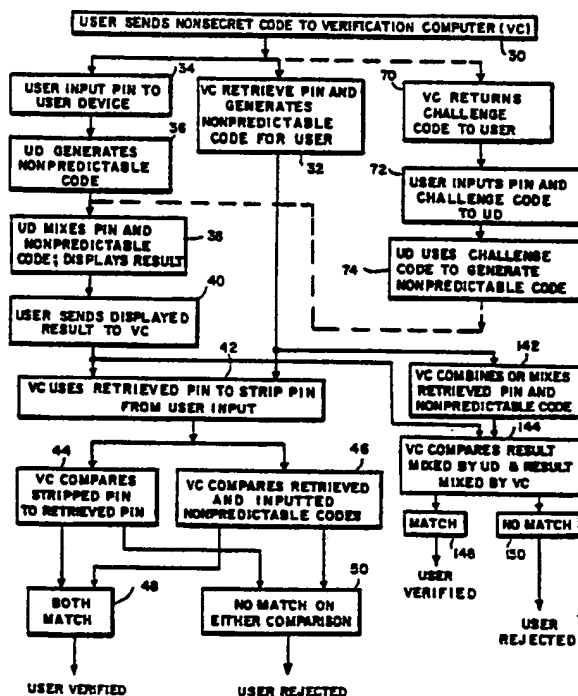 USER SENDS NONSECRET CODE TO VERIFICATION COMPUTER (VC)
30
34
USER INPUT PIN TO
USER DEVICE
36
UD GENERATES
NONPREDICTABLE
CODE
VC RETRIEVE PIN AND
GENERATES
NONPREDICTABLE
CODE FOR USER
32
70
VC RETURNS
CHALLENGE
CODE TO USER
72
USER INPUTS PIN AND
CHALLENGE CODE
TO UD
UD MIXES PIN AND
NONPREDICTABLE
CODE; DISPLAYS RESULT
38
74
UD USES CHALLENGE
CODE TO GENERATE
NONPREDICTABLE CODE
40
USER SENDS DISPLAYED
RESULT TO VC
42
VC USES RETRIEVED PIN TO STRIP PIN
FROM USER INPUT
142
VC COMBINES OR MIXES
RETRIEVED PIN AND
NONPREDICTABLE CODE
144
VC COMPARES RESULT
MIXED BY UD & RESULT
MIXED BY VC
44
VC COMPARES
STRIPPED PIN
TO RETRIEVED PIN
46
VC COMPARES RETRIEVED
AND INPUTTED
NONPREDICTABLE CODES
MATCH
148
NO MATCH
150
USER
VERIFIED
USER
REJECTED
48
BOTH
MATCH
50
NO MATCH ON
EITHER COMPARISON
USER VERIFIED
USER REJECTED